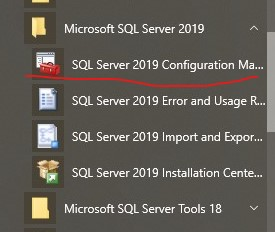 Microsoft SQL Server 2019
SQL Server 2019 Configuration Ma...
SQL Server 2019 Error and Usage R...
SQL Server 2019 Import and Expor...
SQL Server 2019 Installation Cente...
Microsoft SQL Server Tools 18